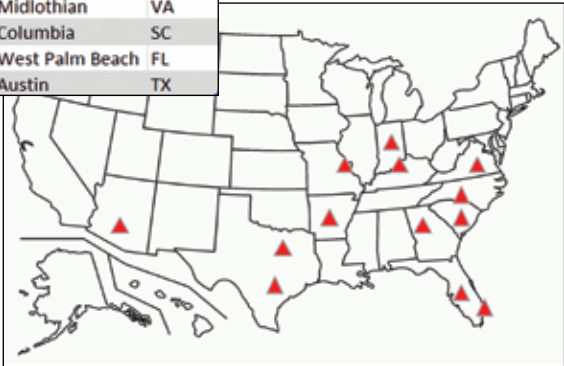 Midlothian VA
Columbia SC
West Palm Beach FL
Austin TX